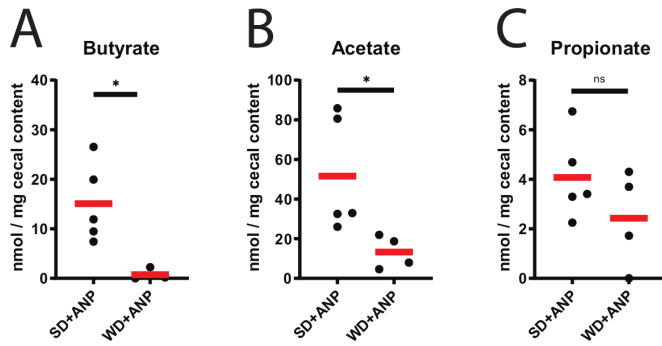 A
Butyrate
*
nmol / mg cecal content
40
30
20
10
0
SD+ANP
WD+ANP
B
Acetate
*
nmol / mg cecal content
100
80
60
40
20
0
SD+ANP
WD+ANP
C
Propionate
ns
nmol / mg cecal content
8
6
4
2
0
SD+ANP
WD+ANP